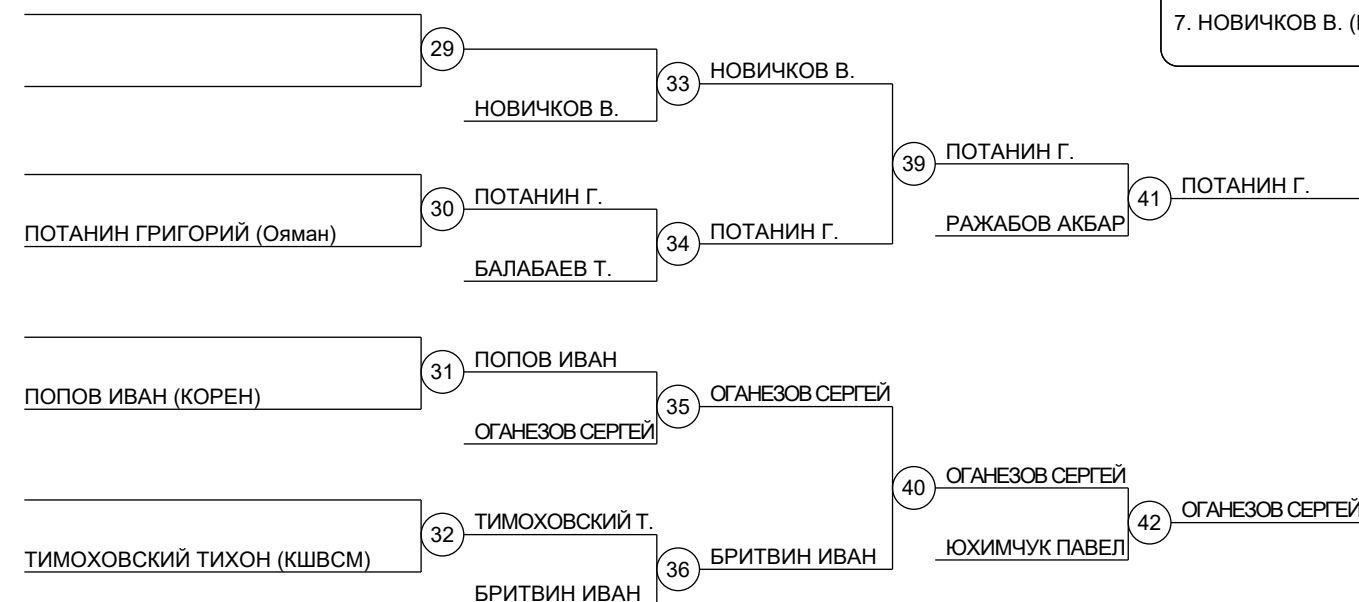 7. НОВИЧКОВ В. (
29
НОВИЧКОВ В.
33
НОВИЧКОВ В.
39
ПОТАНИН Г.
41
ПОТАНИН Г.
РАЖАБОВ АКБАР
30
ПОТАНИН Г.
ПОТАНИН ГРИГОРИЙ (Ояман)
34
ПОТАНИН Г.
БАЛАБАЕВ Т.
31
ПОПОВ ИВАН
ПОПОВ ИВАН (КОРЕН)
35
ОГАНЕЗОВ СЕРГЕЙ
ОГАНЕЗОВ СЕРГЕЙ
40
ОГАНЕЗОВ СЕРГЕЙ
42
ОГАНЕЗОВ СЕРГЕЙ
ЮХИМЧУК ПАВЕЛ
32
ТИМОХОВСКИЙ Т.
ТИМОХОВСКИЙ ТИХОН (КШВСМ)
36
БРИТВИН ИВАН
БРИТВИН ИВАН